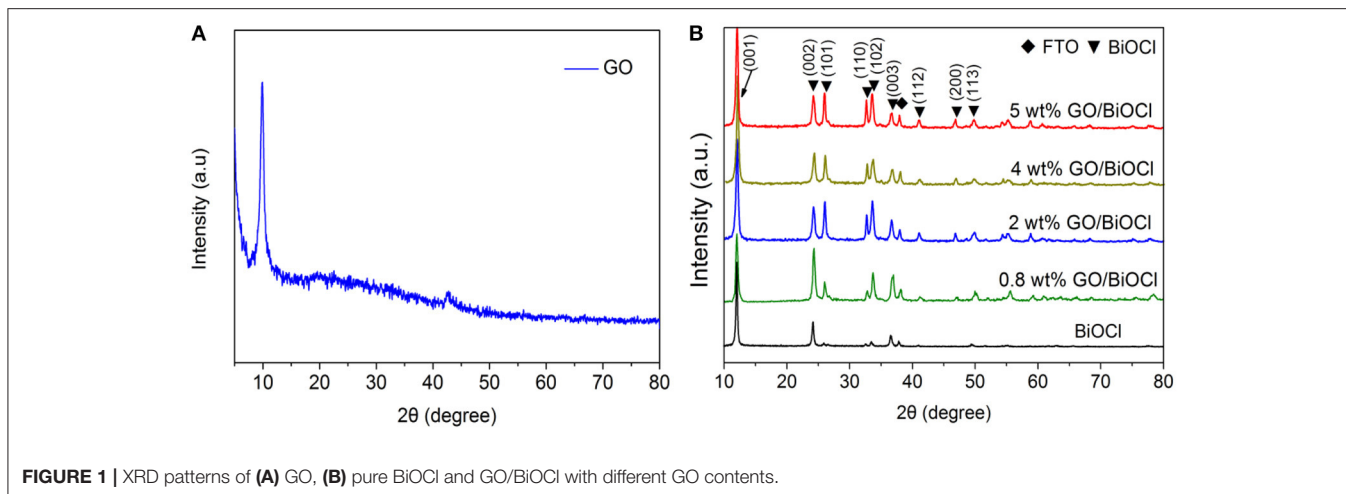 A
GO
Intensity (a.u)
10 20 30 40 50 60 70 80
2θ (degree)
B
◆ FTO ▼ BiOCl
(001)
(002)
(101)
(110)
(102)
(003)
(112)
(200)
(113)
5 wt% GO/BiOCl
4 wt% GO/BiOCl
2 wt% GO/BiOCl
0.8 wt% GO/BiOCl
BiOCl
Intensity (a.u.)
10 20 30 40 50 60 70 80
2θ (degree)
FIGURE 1 | XRD patterns of (A) GO, (B) pure BiOCl and GO/BiOCl with different GO contents.